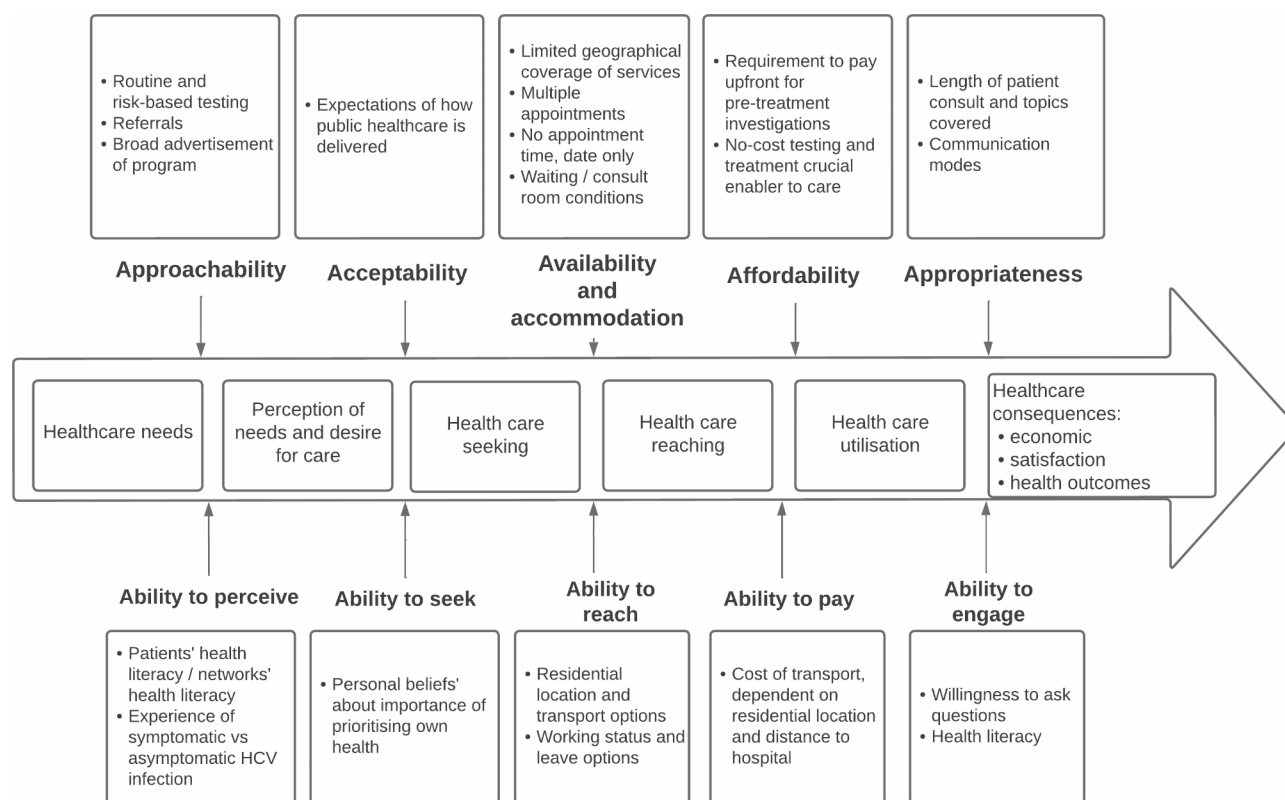 • Routine and
risk-based testing
• Referrals
• Broad advertisement
of program
• Expectations of how
public healthcare is
delivered
• Limited geographical
coverage of services
• Multiple
appointments
• No appointment
time, date only
• Waiting / consult
room conditions
• Requirement to pay
upfront for
pre-treatment
investigations
• No-cost testing and
treatment crucial
enabler to care
• Length of patient
consult and topics
covered
• Communication
modes
Approachability
Acceptability
Availability
and
accommodation
Affordability
Appropriateness
Healthcare needs
Perception of
needs and desire
for care
Health care
seeking
Health care
reaching
Health care
utilisation
Healthcare
consequences:
• economic
• satisfaction
• health outcomes
Ability to perceive
Ability to seek
Ability to
reach
Ability to pay
Ability to
engage
• Patients' health
literacy / networks'
health literacy
• Experience of
symptomatic vs
asymptomatic HCV
infection
• Personal beliefs'
about importance of
prioritising own
health
• Residential
location and
transport options
• Working status and
leave options
• Cost of transport,
dependent on
residential location
and distance to
hospital
• Willingness to ask
questions
• Health literacy